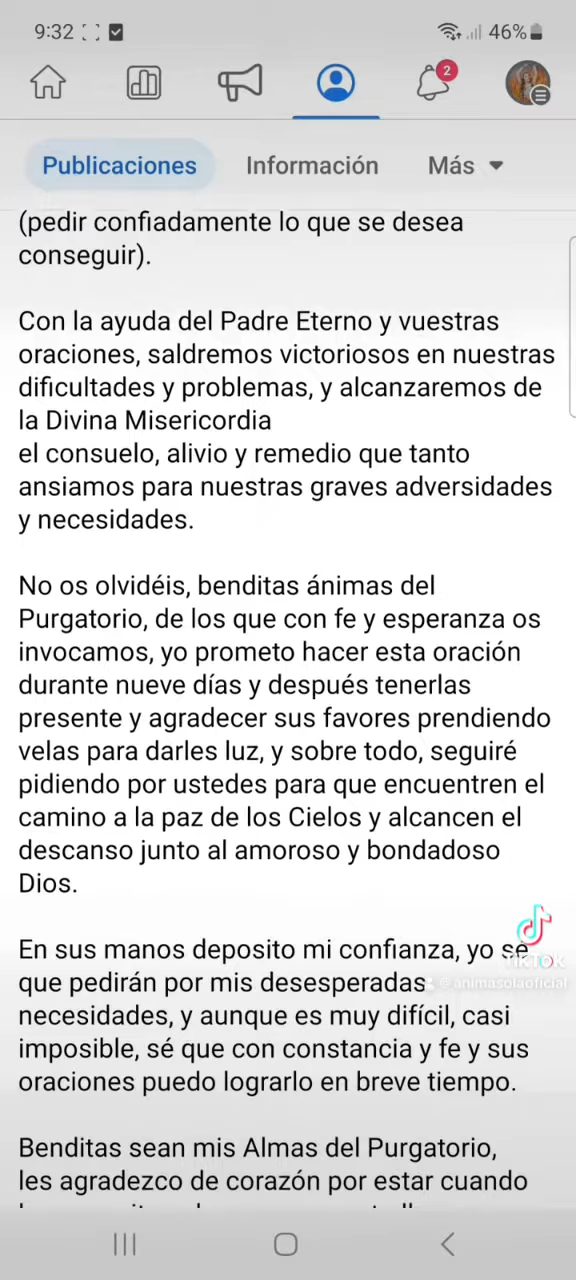 9:32
46%
2
Publicaciones
Información
Más
(pedir confiadamente lo que se desea
conseguir).
Con la ayuda del Padre Eterno y vuestras
oraciones, saldremos victoriosos en nuestras
dificultades y problemas, y alcanzaremos de
la Divina Misericordia
el consuelo, alivio y remedio que tanto
ansiamos para nuestras graves adversidades
y necesidades.
No os olvidéis, benditas ánimas del
Purgatorio, de los que con fe y esperanza os
invocamos, yo prometo hacer esta oración
durante nueve días y después tenerlas
presente y agradecer sus favores prendiendo
velas para darles luz, y sobre todo, seguiré
pidiendo por ustedes para que encuentren el
camino a la paz de los Cielos y alcancen el
descanso junto al amoroso y bondadoso
Dios.
En sus manos deposito mi confianza, yo sé
TikTok
que pedirán por mis desesperadas
@animasolaoficial
necesidades, y aunque es muy difícil, casi
imposible, sé que con constancia y fe y sus
oraciones puedo lograrlo en breve tiempo.
Benditas sean mis Almas del Purgatorio,
les agradezco de corazón por estar cuando